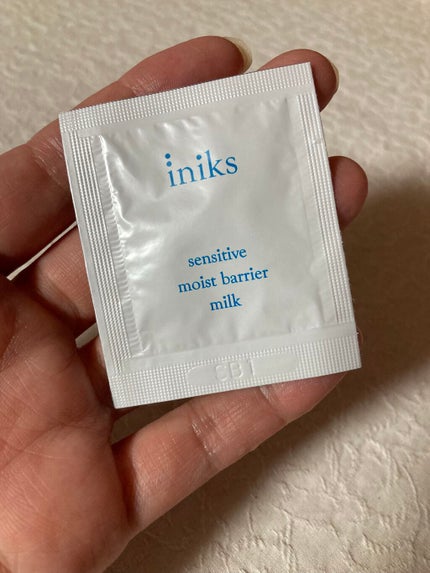 iniks
sensitive
moist barrier
milk
CB1